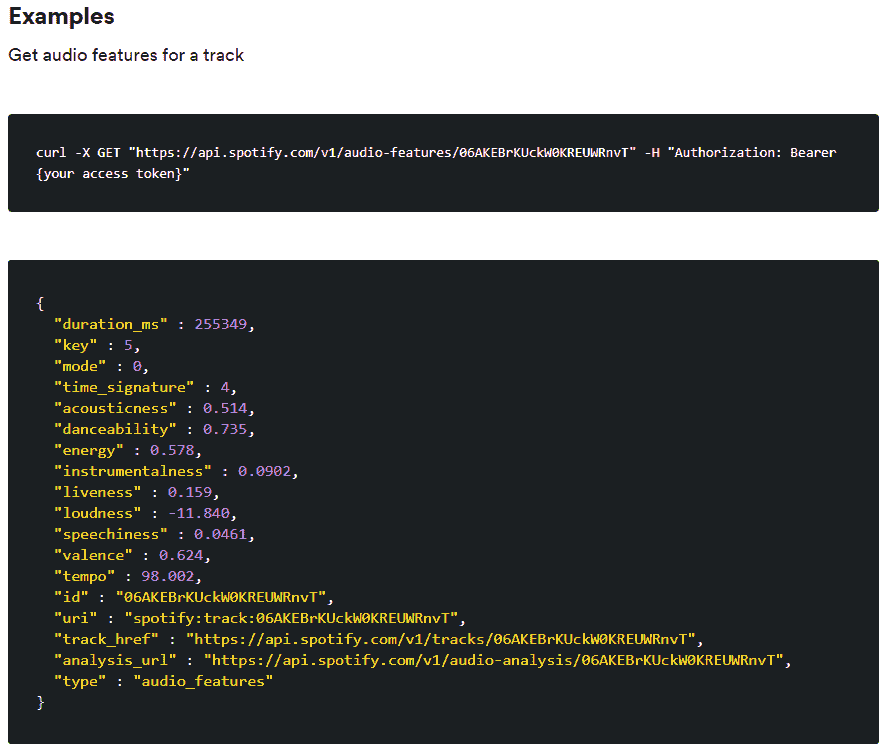 Examples
Get audio features for a track
curl -X GET "https://api.spotify.com/v1/audio-features/06AKEBrKUckW0KREUWRnvT" -H "Authorization: Bearer
{your access token}"
{
  "duration_ms" : 255349,
  "key" : 5,
  "mode" : 0,
  "time_signature" : 4,
  "acousticness" : 0.514,
  "danceability" : 0.735,
  "energy" : 0.578,
  "instrumentalness" : 0.0902,
  "liveness" : 0.159,
  "loudness" : -11.840,
  "speechiness" : 0.0461,
  "valence" : 0.624,
  "tempo" : 98.002,
  "id" : "06AKEBrKUckW0KREUWRnvT",
  "uri" : "spotify:track:06AKEBrKUckW0KREUWRnvT",
  "track_href" : "https://api.spotify.com/v1/tracks/06AKEBrKUckW0KREUWRnvT",
  "analysis_url" : "https://api.spotify.com/v1/audio-analysis/06AKEBrKUckW0KREUWRnvT",
  "type" : "audio_features"
}